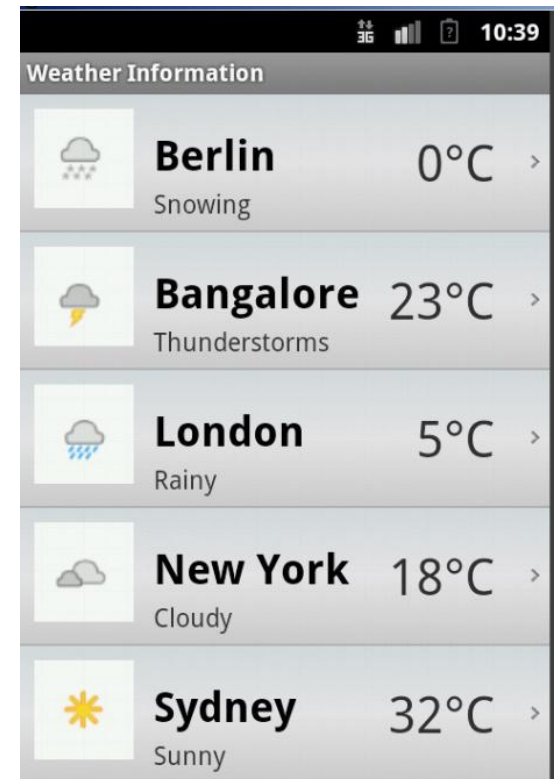 3G 10:39
Weather Information
Berlin 0°C
Snowing
Bangalore 23°C
Thunderstorms
London 5°C
Rainy
New York 18°C
Cloudy
Sydney 32°C
Sunny